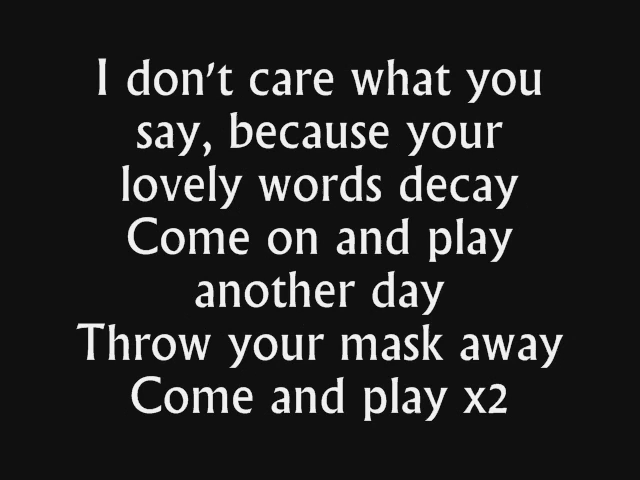 I don't care what you
say, because your
lovely words decay
Come on and play
another day
Throw your mask away
Come and play x2